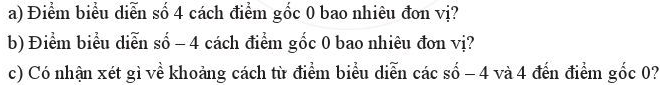 a) Điểm biểu diễn số 4 cách điểm gốc 0 bao nhiêu đơn vị?
b) Điểm biểu diễn số – 4 cách điểm gốc 0 bao nhiêu đơn vị?
c) Có nhận xét gì về khoảng cách từ điểm biểu diễn các số – 4 và 4 đến điểm gốc 0?